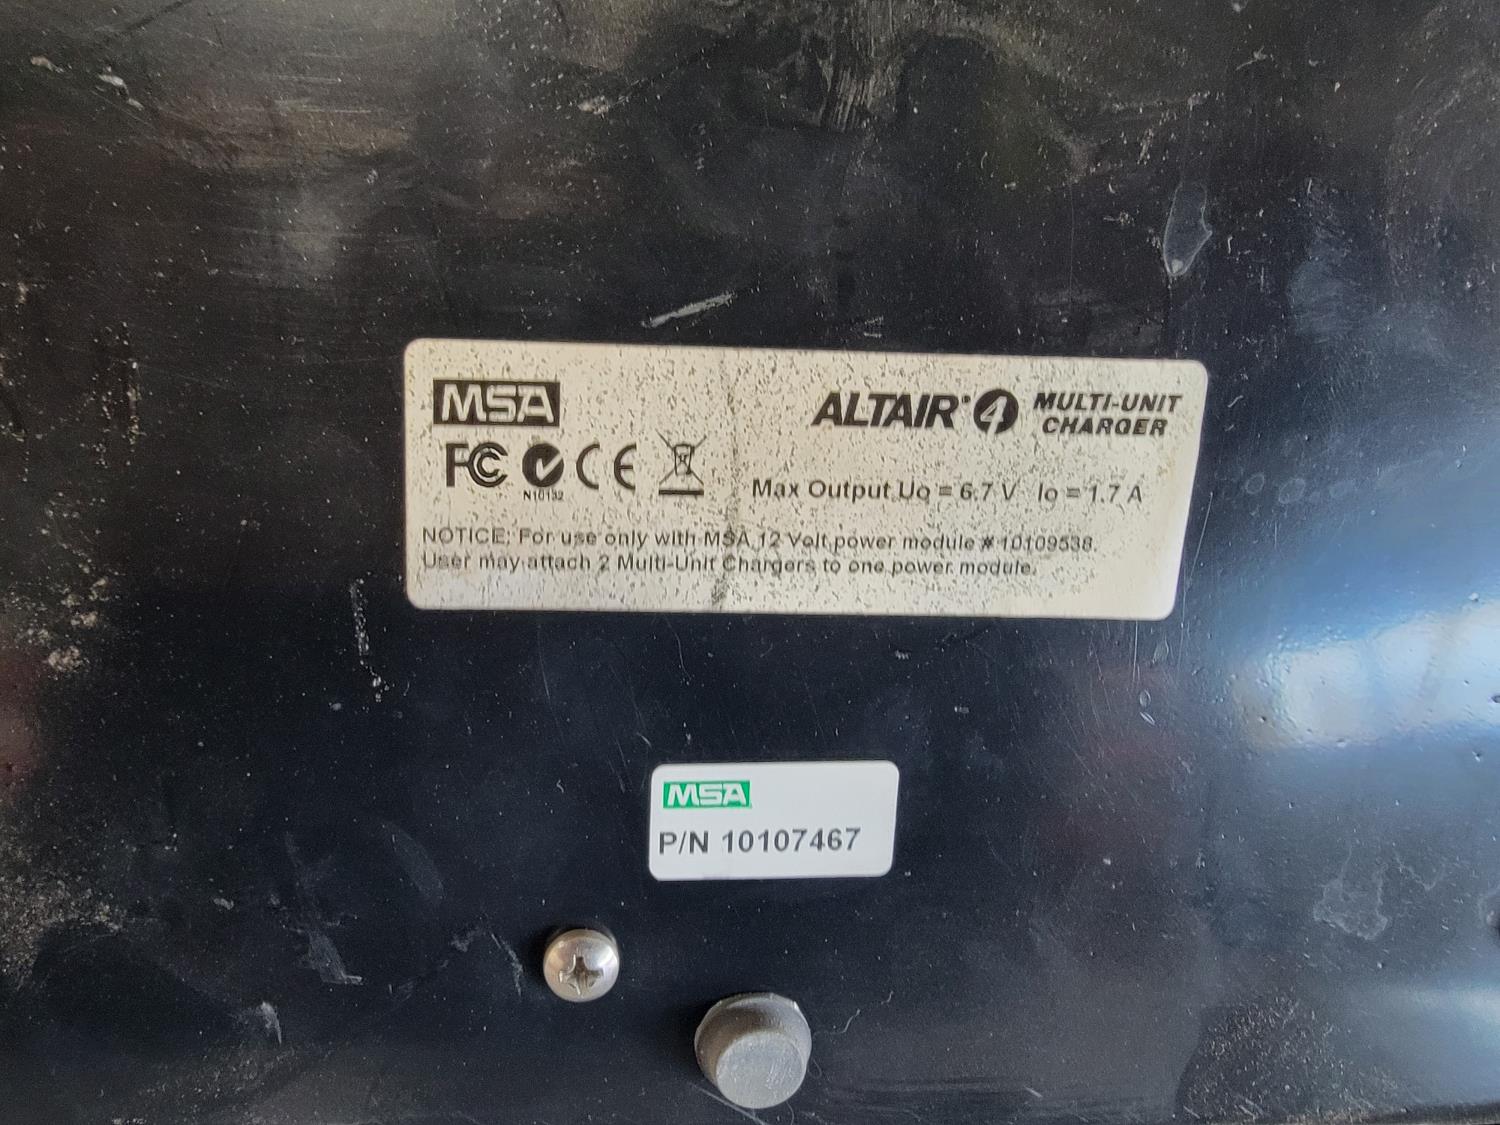 MSA
ALTAIR® 4 MULTI-UNIT
CHARGER
FC CE
N10132
Max Output Uo = 6.7 V Io = 1.7 A
NOTICE: For use only with MSA 12 Volt power module # 10109538.
User may attach 2 Multi-Unit Chargers to one power module.
MSA
P/N 10107467